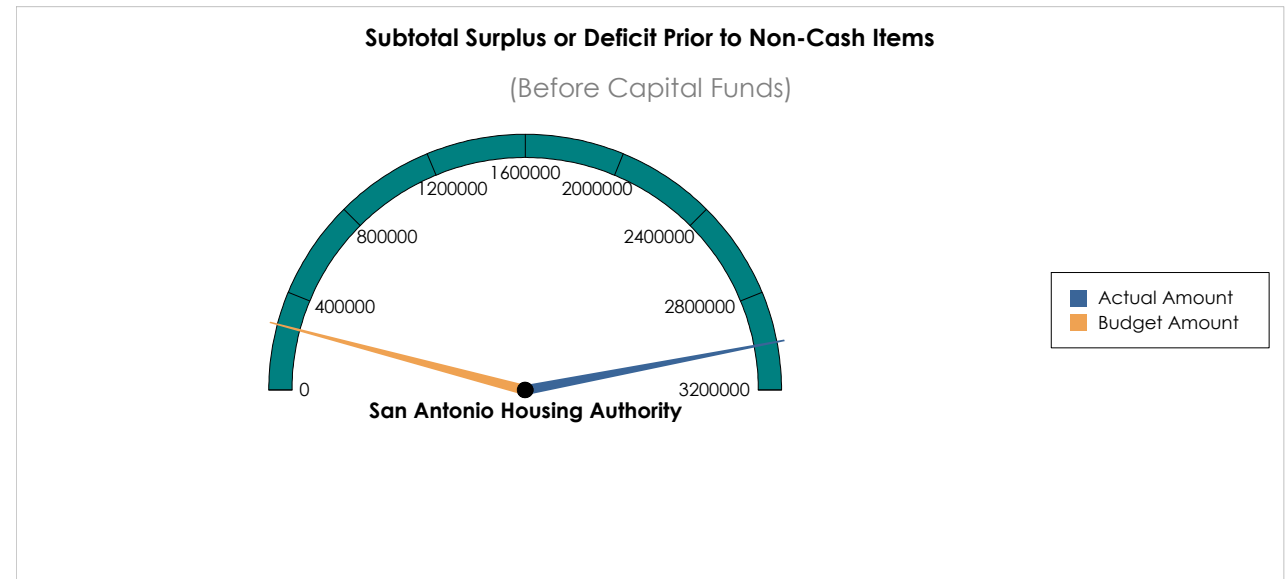 Subtotal Surplus or Deficit Prior to Non-Cash Items
(Before Capital Funds)
1600000
1200000
2000000
800000
2400000
400000
2800000
0
3200000
San Antonio Housing Authority
Actual Amount
Budget Amount